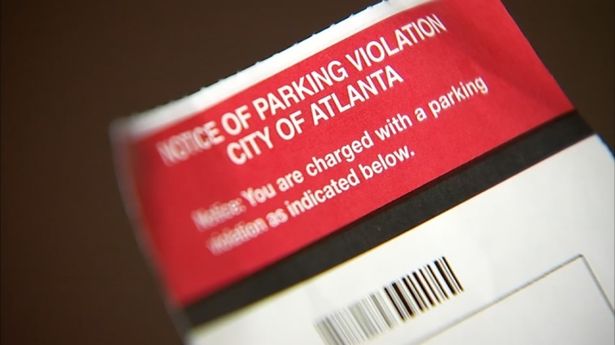 NOTICE OF PARKING VIOLATION
CITY OF ATLANTA
Notice: You are charged with a parking
violation as indicated below.